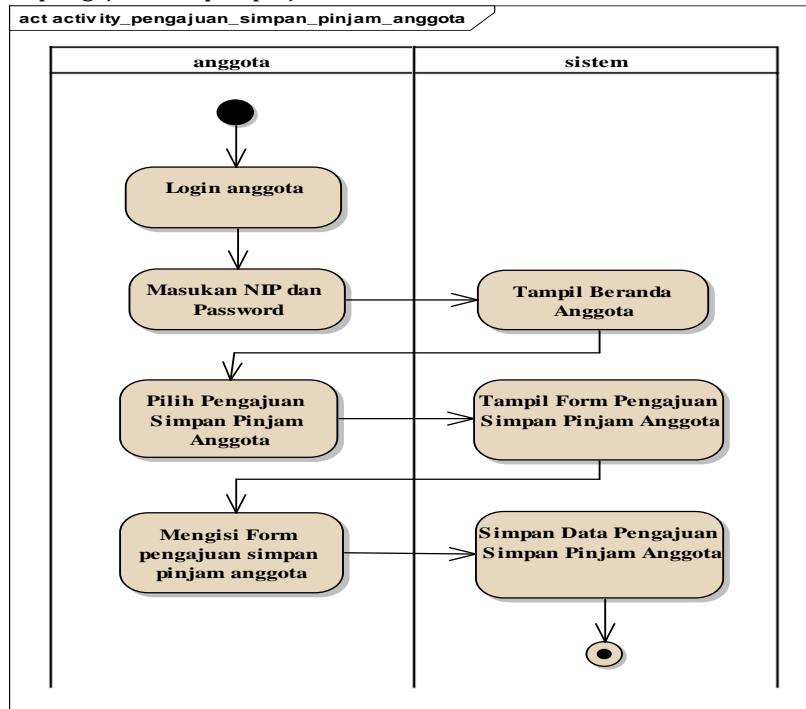 act activity_pengajuan_simpan_pinjam_anggota
anggota
sistem
Login anggota
Masukan NIP dan
Password
Tampil Beranda
Anggota
Pilih Pengajuan
Simpan Pinjam
Anggota
Tampil Form Pengajuan
Simpan Pinjam Anggota
Mengisi Form
pengajuan simpan
pinjam anggota
Simpan Data Pengajuan
Simpan Pinjam Anggota